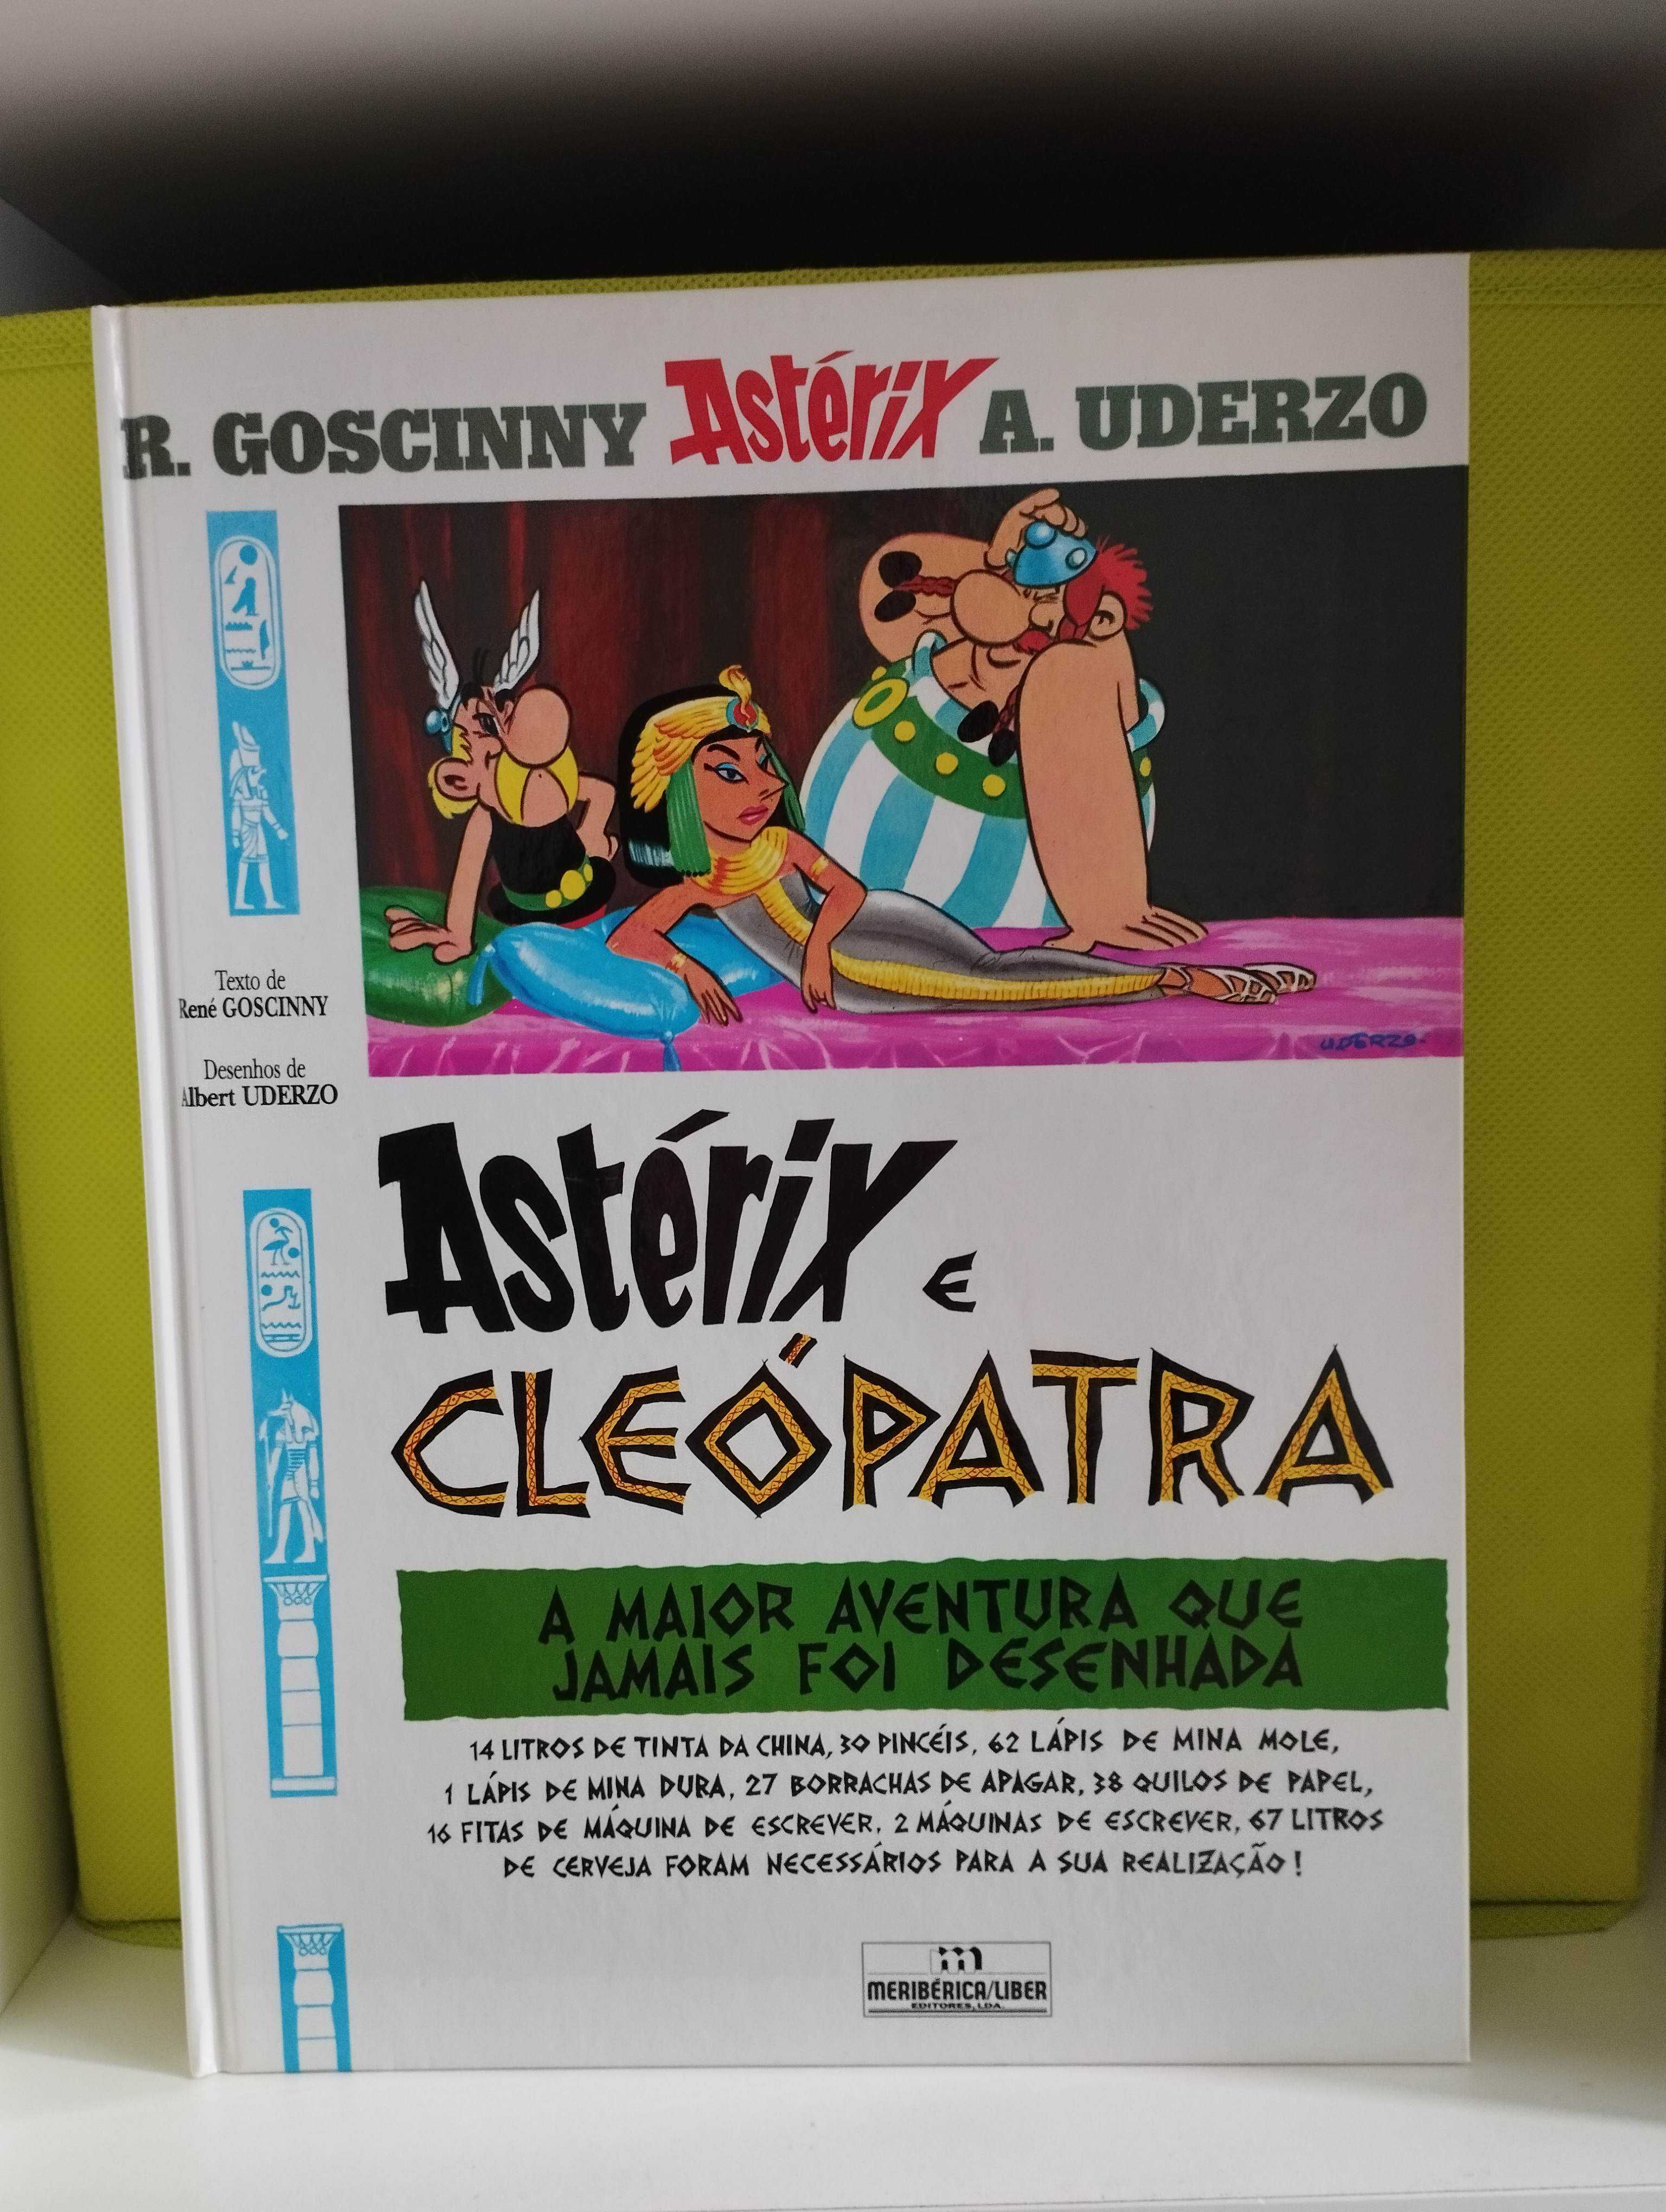 R. GOSCINNY Astérix A. UDERZO
UDERZO
Texto de
René GOSCINNY
Desenhos de
Albert UDERZO
Astérix E
CLEÓPATRA
A MAIOR AVENTURA QUE
JAMAIS FOI DESENHADA
14 LITROS DE TINTA DA CHINA, 30 PINCÉIS, 62 LÁPIS DE MINA MOLE,
1 LÁPIS DE MINA DURA, 27 BORRACHAS DE APAGAR, 38 QUILOS DE PAPEL,
16 FITAS DE MÁQUINA DE ESCREVER, 2 MÁQUINAS DE ESCREVER, 67 LITROS
DE CERVEJA FORAM NECESSÁRIOS PARA A SUA REALIZAÇÃO!
m
MERIBÉRICA/LIBER
EDITORES, LDA.